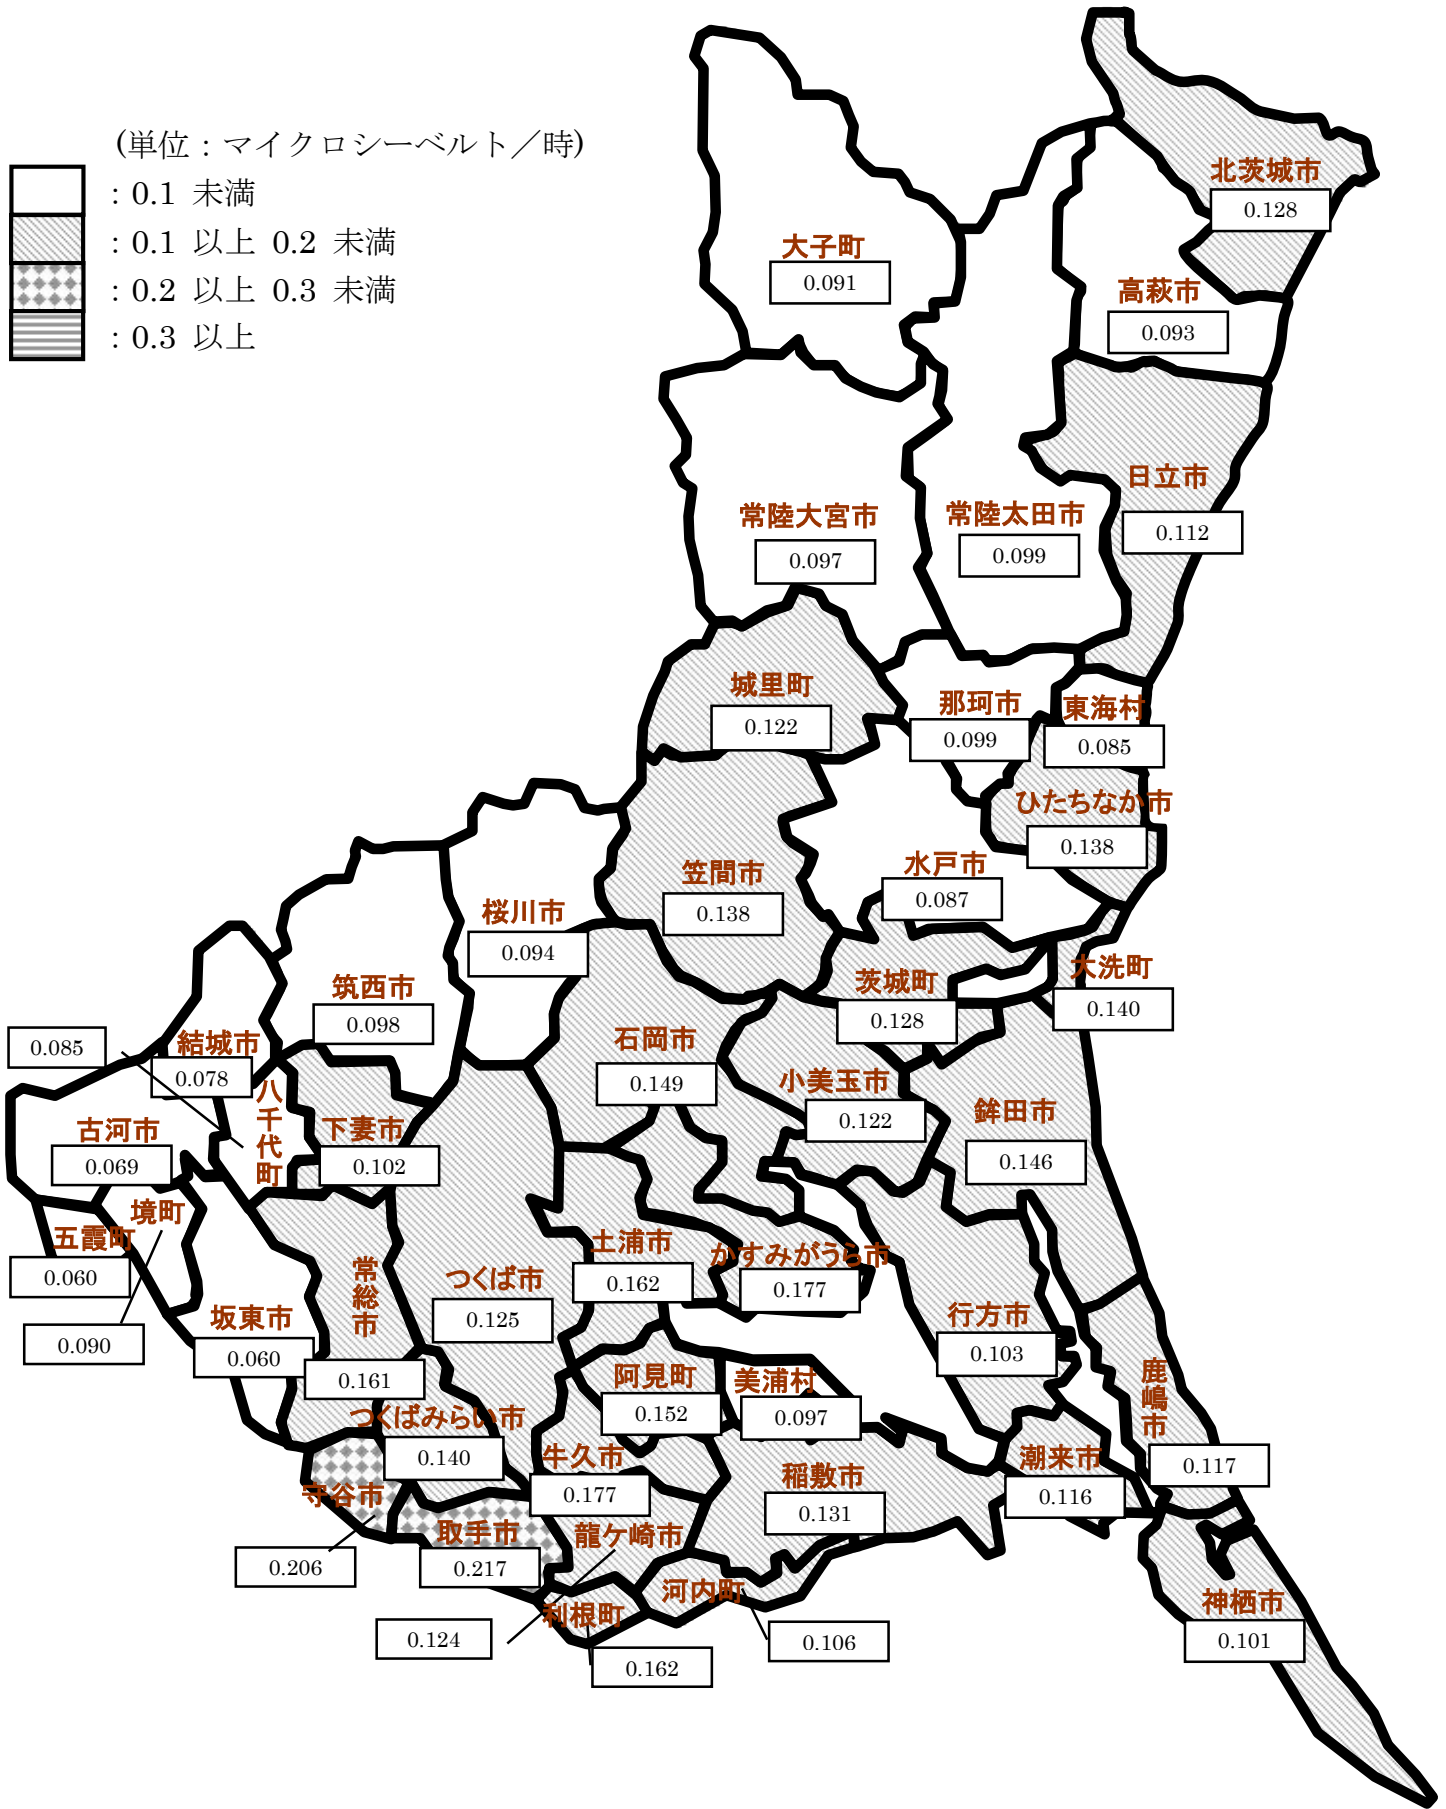 (単位：マイクロシーベルト／時)
：0.1 未満
：0.1 以上 0.2 未満
：0.2 以上 0.3 未満
：0.3 以上
北茨城市
0.128
大子町
0.091
高萩市
0.093
日立市
0.112
常陸大宮市
0.097
常陸太田市
0.099
城里町
0.122
那珂市
0.099
東海村
0.085
ひたちなか市
0.138
笠間市
0.138
水戸市
0.087
桜川市
0.094
茨城町
0.128
大洗町
0.140
筑西市
0.098
結城市
0.078
0.085
八千代町
石岡市
0.149
小美玉市
0.122
鉾田市
0.146
古河市
0.069
下妻市
0.102
境町
五霞町
0.060
0.090
坂東市
0.060
常総市
0.161
つくば市
0.125
土浦市
0.162
かすみがうら市
0.177
行方市
0.103
阿見町
0.152
美浦村
0.097
鹿嶋市
0.117
つくばみらい市
0.140
牛久市
0.177
稲敷市
0.131
潮来市
0.116
守谷市
0.206
取手市
0.217
龍ケ崎市
0.124
利根町
0.162
河内町
0.106
神栖市
0.101